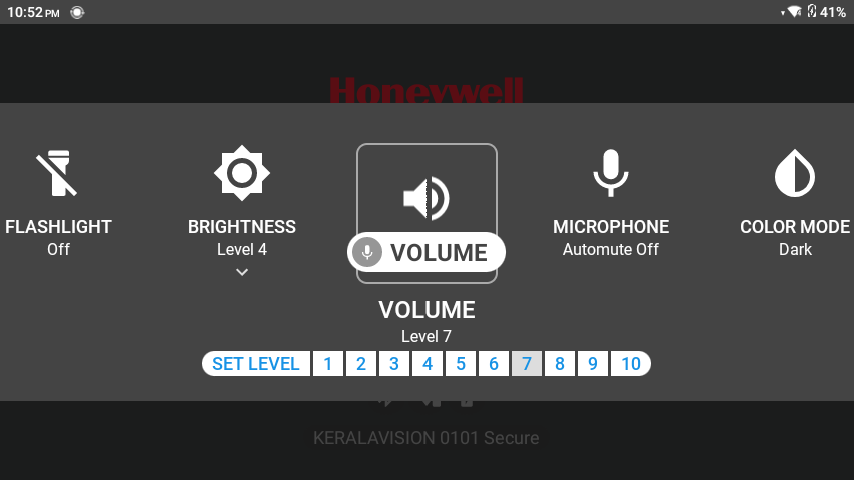 10:52 PM
41%
Honeywell
FLASHLIGHT
Off
BRIGHTNESS
Level 4
VOLUME
MICROPHONE
Automute Off
COLOR MODE
Dark
VOLUME
Level 7
SET LEVEL 1 2 3 4 5 6 7 8 9 10
KERALAVISION 0101 Secure